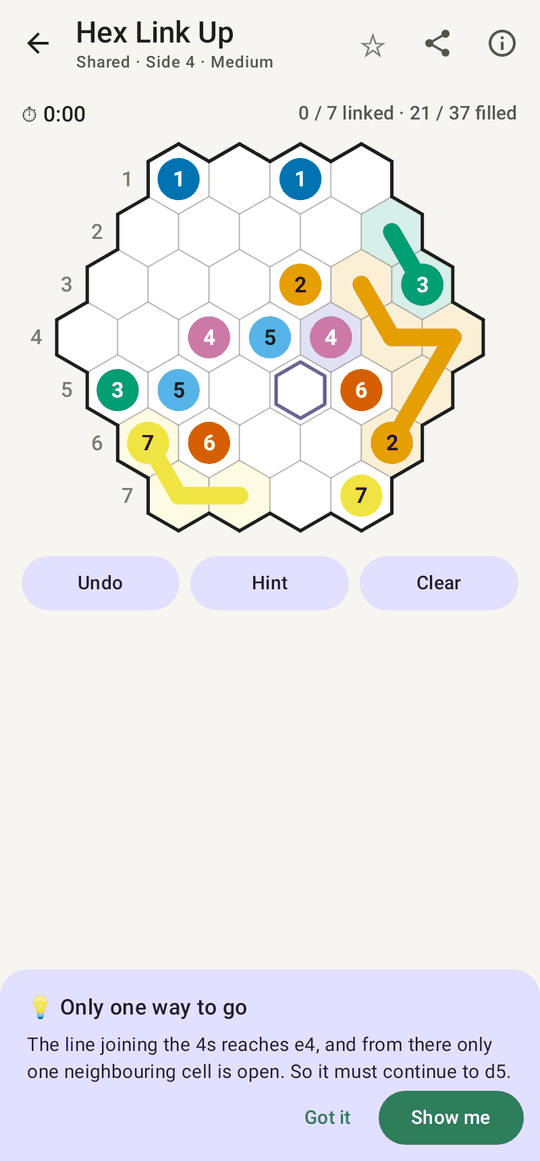 Hex Link Up
Shared · Side 4 · Medium
⏱ 0:00
0 / 7 linked · 21 / 37 filled
1 1 1
2
3 2 3
4 4 5 4
5 3 5 6
6 7 6 2
7 7
Undo Hint Clear
💡 Only one way to go
The line joining the 4s reaches e4, and from there only
one neighbouring cell is open. So it must continue to d5.
Got it Show me